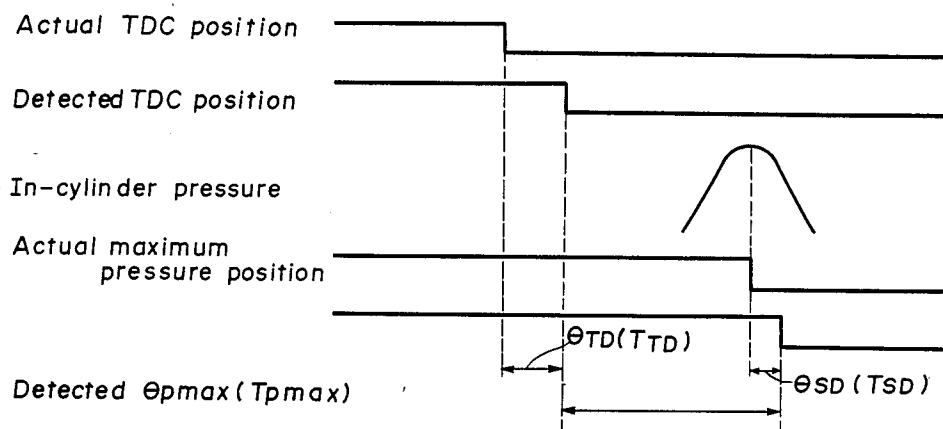 Actual TDC position
Detected TDC position
In-cylinder pressure
Actual maximum
pressure position
θTD(TTD)
θSD(TSD)
Detected θpmax(Tpmax)